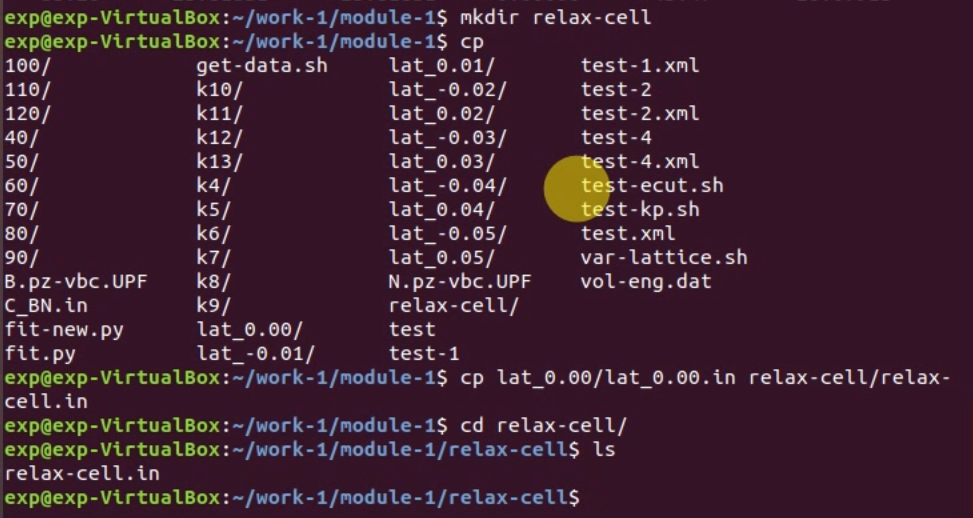 exp@exp-VirtualBox:~/work-1/module-1$ mkdir relax-cell
exp@exp-VirtualBox:~/work-1/module-1$ cp
100/ get-data.sh lat_0.01/ test-1.xml
110/ k10/ lat_-0.02/ test-2
120/ k11/ lat_0.02/ test-2.xml
40/ k12/ lat_-0.03/ test-4
50/ k13/ lat_0.03/ test-4.xml
60/ k4/ lat_-0.04/ test-ecut.sh
70/ k5/ lat_0.04/ test-kp.sh
80/ k6/ lat_-0.05/ test.xml
90/ k7/ lat_0.05/ var-lattice.sh
B.pz-vbc.UPF k8/ N.pz-vbc.UPF vol-eng.dat
C_BN.in k9/ relax-cell/
fit-new.py lat_0.00/ test
fit.py lat_-0.01/ test-1
exp@exp-VirtualBox:~/work-1/module-1$ cp lat_0.00/lat_0.00.in relax-cell/relax-
cell.in
exp@exp-VirtualBox:~/work-1/module-1$ cd relax-cell/
exp@exp-VirtualBox:~/work-1/module-1/relax-cell$ ls
relax-cell.in
exp@exp-VirtualBox:~/work-1/module-1/relax-cell$